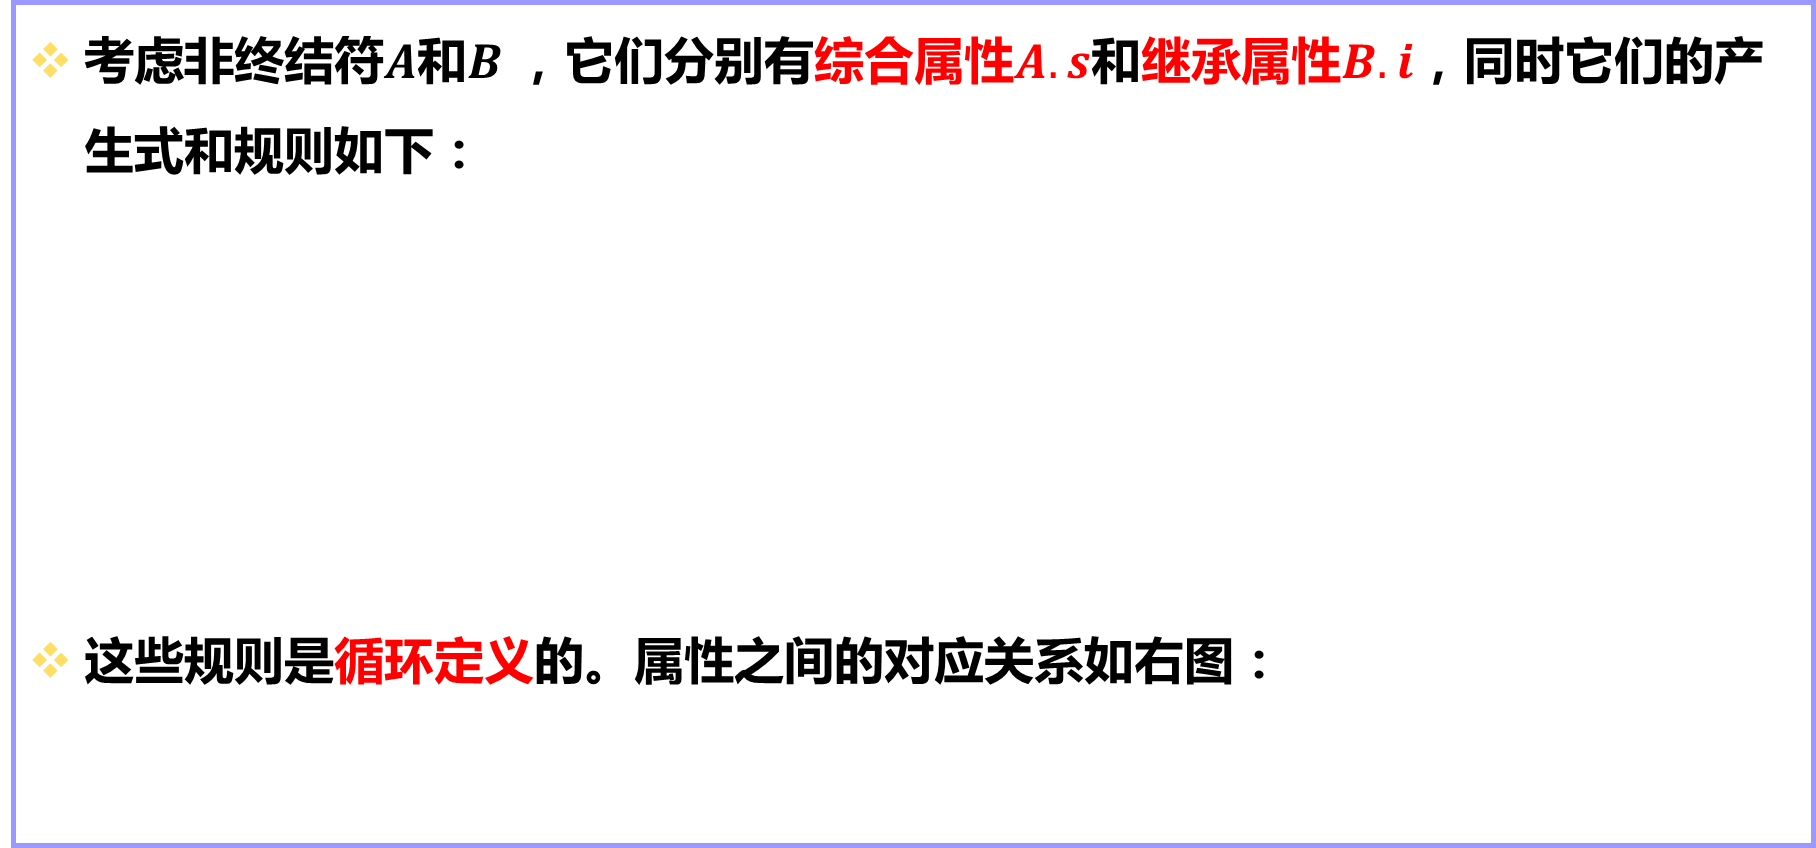 考虑非终结符A和B ，它们分别有综合属性A.s和继承属性B.i，同时它们的产
生式和规则如下：
这些规则是循环定义的。属性之间的对应关系如右图：